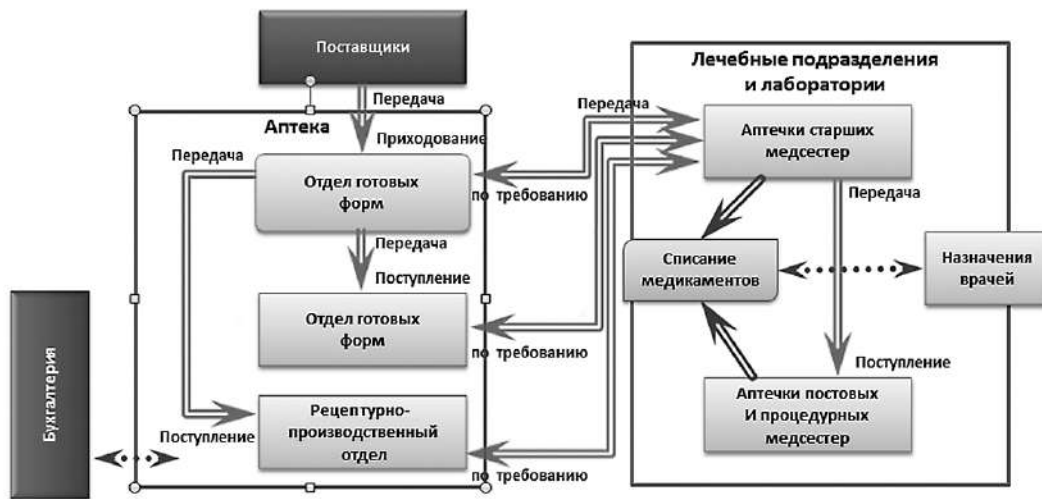 Поставщики
Передача
Аптека
Приходование
Передача
Отдел готовых
форм
по требованию
Передача
Поступление
Отдел готовых
форм
по требованию
Рецептурно-
производственный
отдел
Поступление
по требованию
Бухгалтерия
Передача
Лечебные подразделения
и лаборатории
Аптечки старших
медсестер
Передача
Списание
медикаментов
Назначения
врачей
Поступление
Аптечки постовых
И процедурных
медсестер